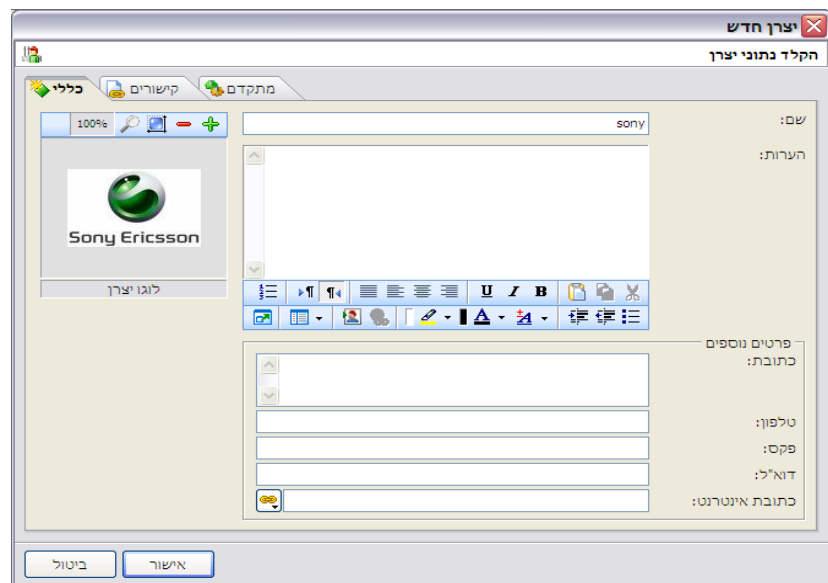 יצרן חדש
הקלד נתוני יצרן
כללי קישורים מתקדם
שם: sony
100%
הערות:
Sony Ericsson
לוגו יצרן
U I B
A A
פרטים נוספים
כתובת:
טלפון:
פקס:
דוא"ל:
כתובת אינטרנט:
אישור ביטול